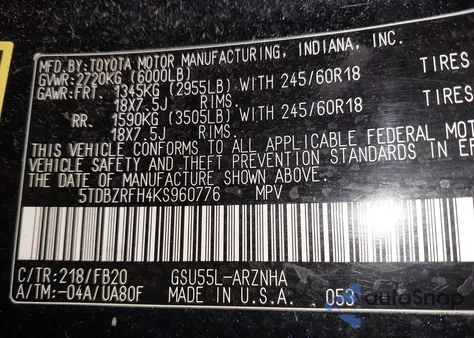 MFD.BY:TOYOTA MOTOR MANUFACTURING, INDIANA, INC.
GVWR:2720KG (6000LB)
GAWR:FRT. 1345KG (2955LB) WITH 245/60R18 TIRES
18X7.5J RIMS.
RR. 1590KG (3505LB) WITH 245/60R18 TIRES
18X7.5J RIMS.
THIS VEHICLE CONFORMS TO ALL APPLICABLE FEDERAL MOT
VEHICLE SAFETY AND THEFT PREVENTION STANDARDS IN EF
THE DATE OF MANUFACTURE SHOWN ABOVE.
5TDBZRFH4KS960776 MPV
C/TR:218/FB20 GSU55L-ARZNHA
A/TM:-04A/UA80F MADE IN U.S.A. 053
autoSnap